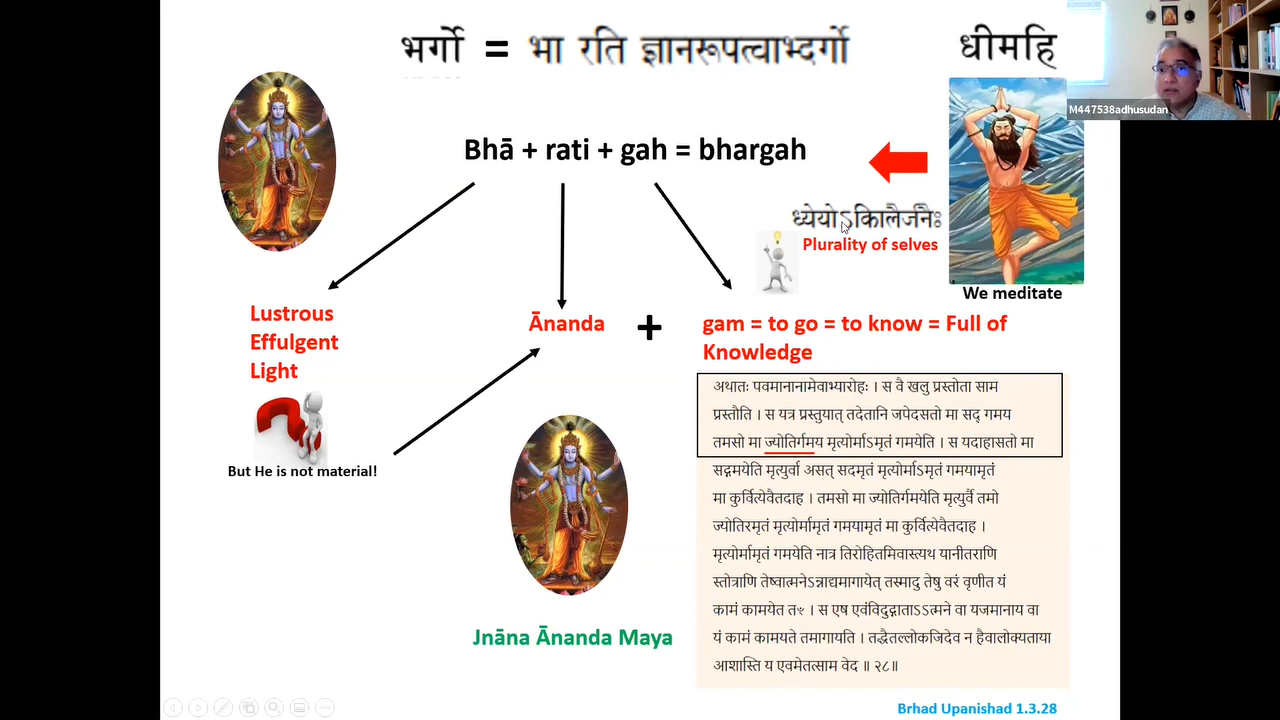 भर्गो = भा रति ज्ञानरूपत्वाभ्दर्गो
धीमहि
M447538adhusudan
Bhā + rati + gah = bhargah
ध्येयोऽकिालैर्जनैः
Plurality of selves
We meditate
Lustrous
Effulgent
Light
Ānanda
+
gam = to go = to know = Full of
Knowledge
But He is not material!
अथातः पवमानानामेवाभ्यारोहः । स वै खलु प्रस्तोता साम
प्रस्तौति । स यत्र प्रस्तुयात् तदेतानि जपेदसतो मा सद् गमय
तमसो मा ज्योतिर्गमय मृत्योर्माऽमृतं गमयेति । स यदाहासतो मा
सद्गमयेति मृत्युर्वा असत् सदमृतं मृत्योर्माऽमृतं गमयामृतं
मा कुर्वित्येवैतदाह । तमसो मा ज्योतिर्गमयेति मृत्युर्वै तमो
ज्योतिरमृतं मृत्योर्मामृतं गमयामृतं मा कुर्वित्येवैतदाह ।
मृत्योर्मामृतं गमयेति नात्र तिरोहितमिवास्त्यथ यानीतराणि
स्तोत्राणि तेष्वात्मनेऽन्नाद्यमागायेत् तस्मादु तेषु वरं वृणीत यं
कामं कामयेत तꣳ । स एष एवंविदुद्गाताऽऽत्मने वा यजमानाय वा
यं कामं कामयते तमागायति । तद्धैतल्लोकजिदेव न हैवालोक्यताया
आशास्ति य एवमेतत्साम वेद ॥ २८॥
Jnāna Ānanda Maya
Brhad Upanishad 1.3.28